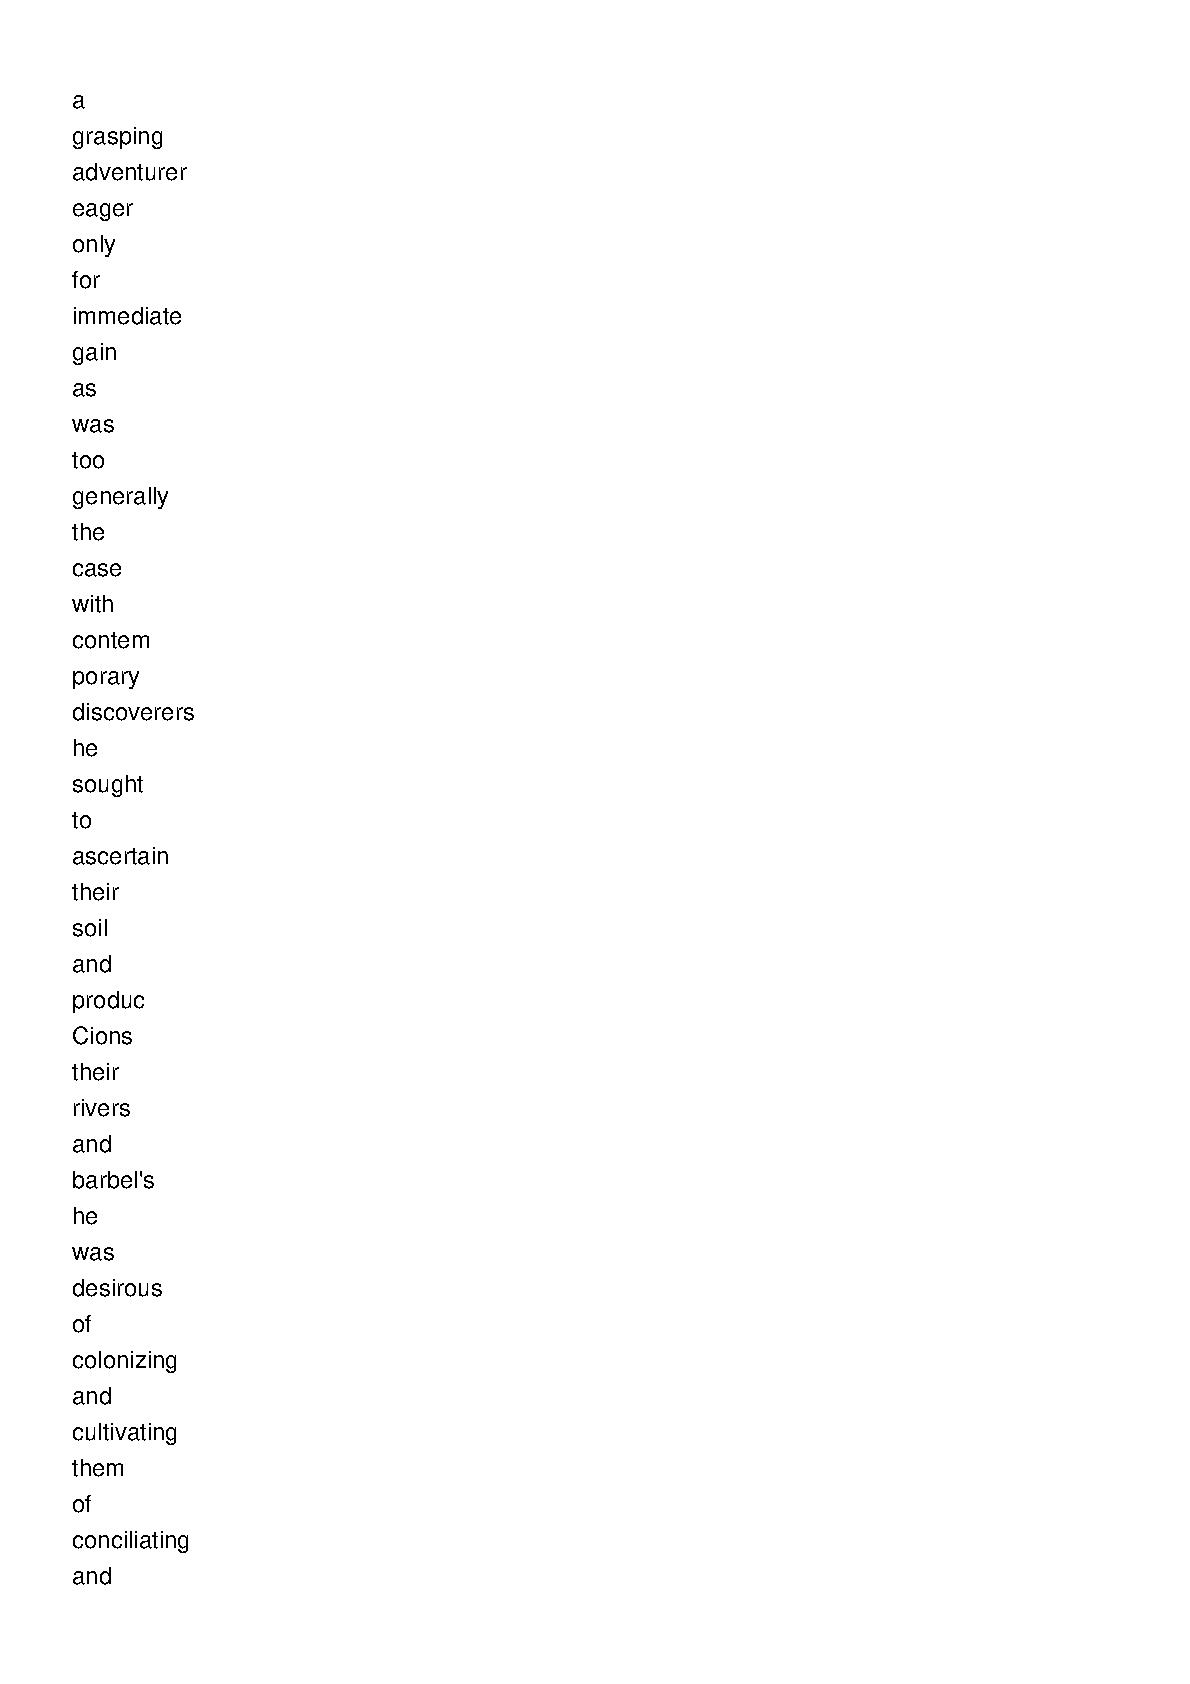 a
grasping
adventurer
eager
only
for
immediate
gain
as
was
too
generally
the
case
with
contem
porary
discoverers
he
sought
to
ascertain
their
soil
and
produc
Cions
their
rivers
and
barbel's
he
was
desirous
of
colonizing
and
cultivating
them
of
conciliating
and